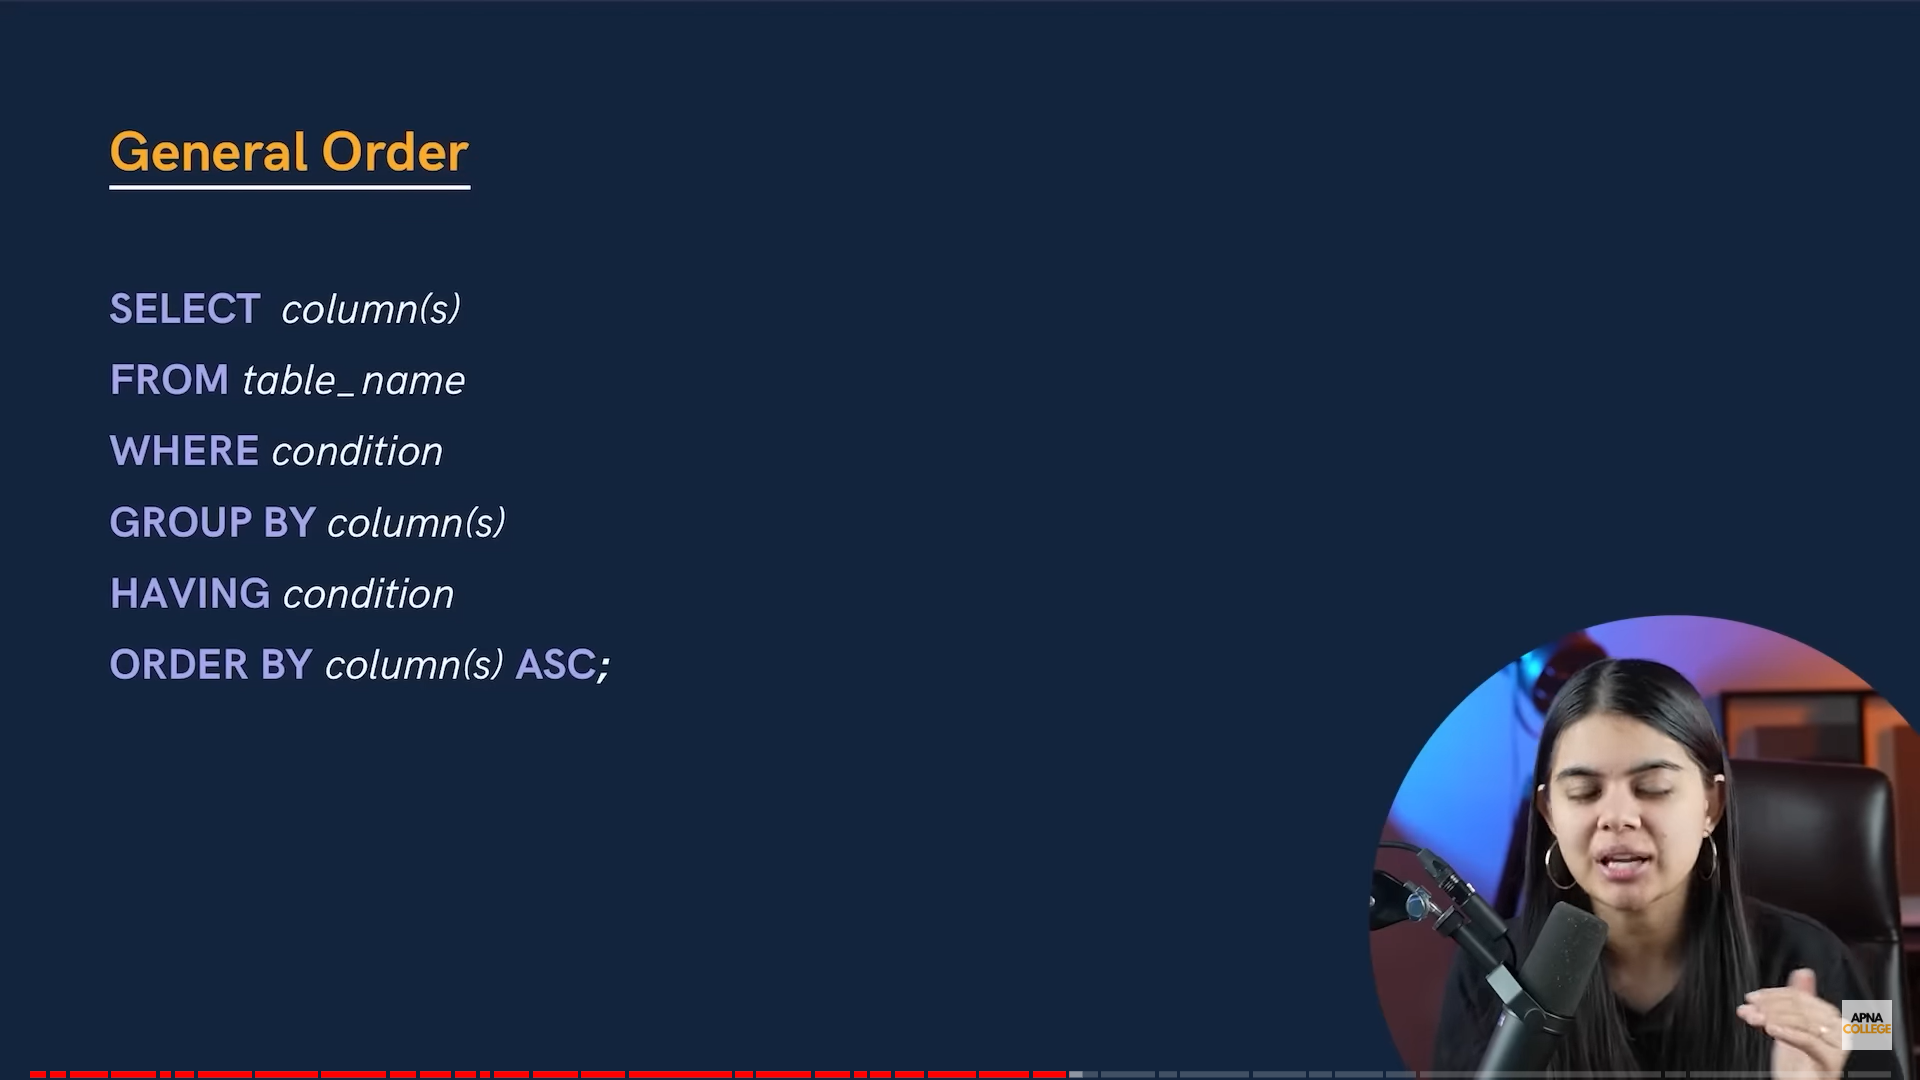 General Order
SELECT column(s)
FROM table_name
WHERE condition
GROUP BY column(s)
HAVING condition
ORDER BY column(s) ASC;
APNA
COLLEGE